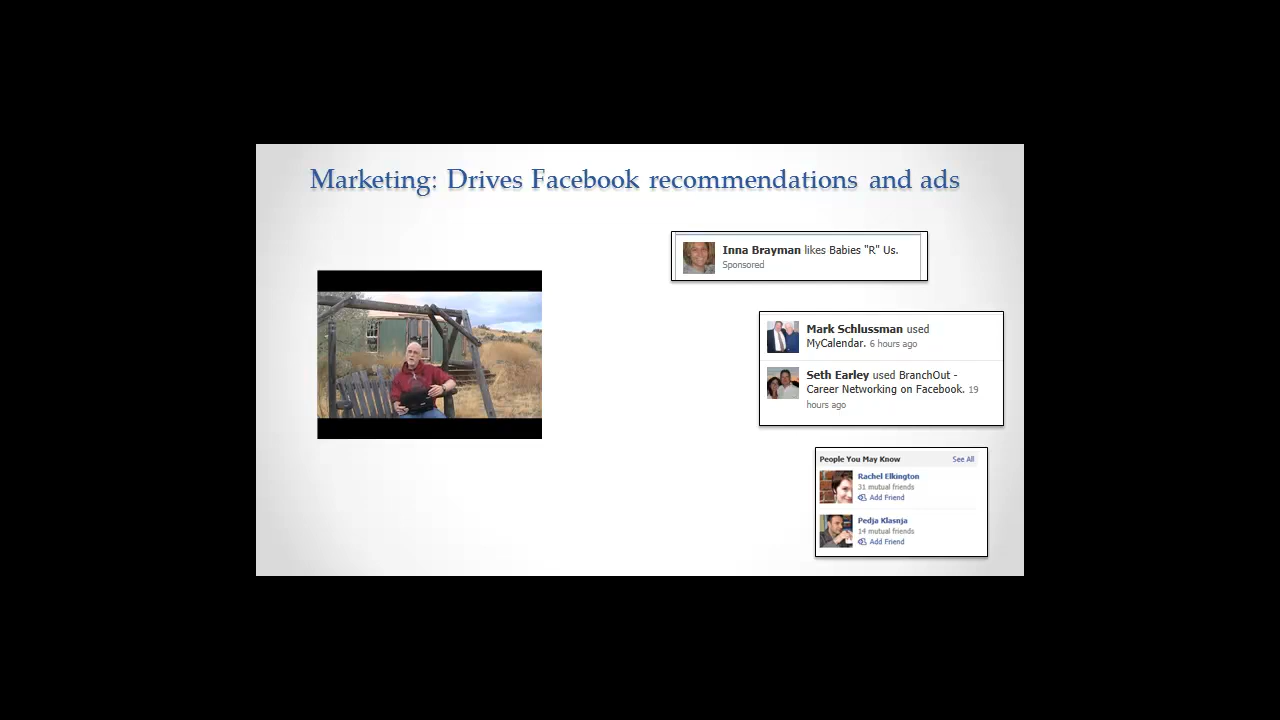 Marketing: Drives Facebook recommendations and ads
Inna Brayman likes Babies "R" Us.
Sponsored
Mark Schlussman used
MyCalendar. 6 hours ago
Seth Earley used BranchOut -
Career Networking on Facebook. 19
hours ago
People You May Know See All
Rachel Elkington
31 mutual friends
Add Friend
Pedja Klasnja
14 mutual friends
Add Friend